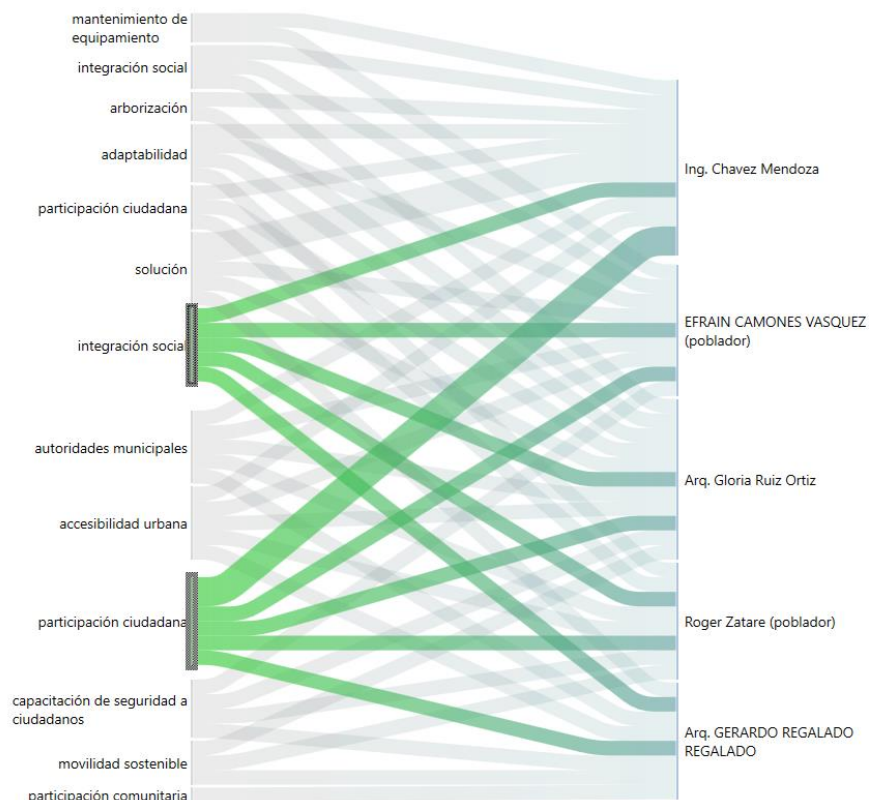 mantenimiento de
equipamiento
integración social
arborización
adaptabilidad
participación ciudadana
solución
integración social
autoridades municipales
accesibilidad urbana
participación ciudadana
capacitación de seguridad a
ciudadanos
movilidad sostenible
participación comunitaria
Ing. Chavez Mendoza
EFRAIN CAMONES VASQUEZ
(poblador)
Arq. Gloria Ruiz Ortiz
Roger Zatare (poblador)
Arq. GERARDO REGALADO
REGALADO